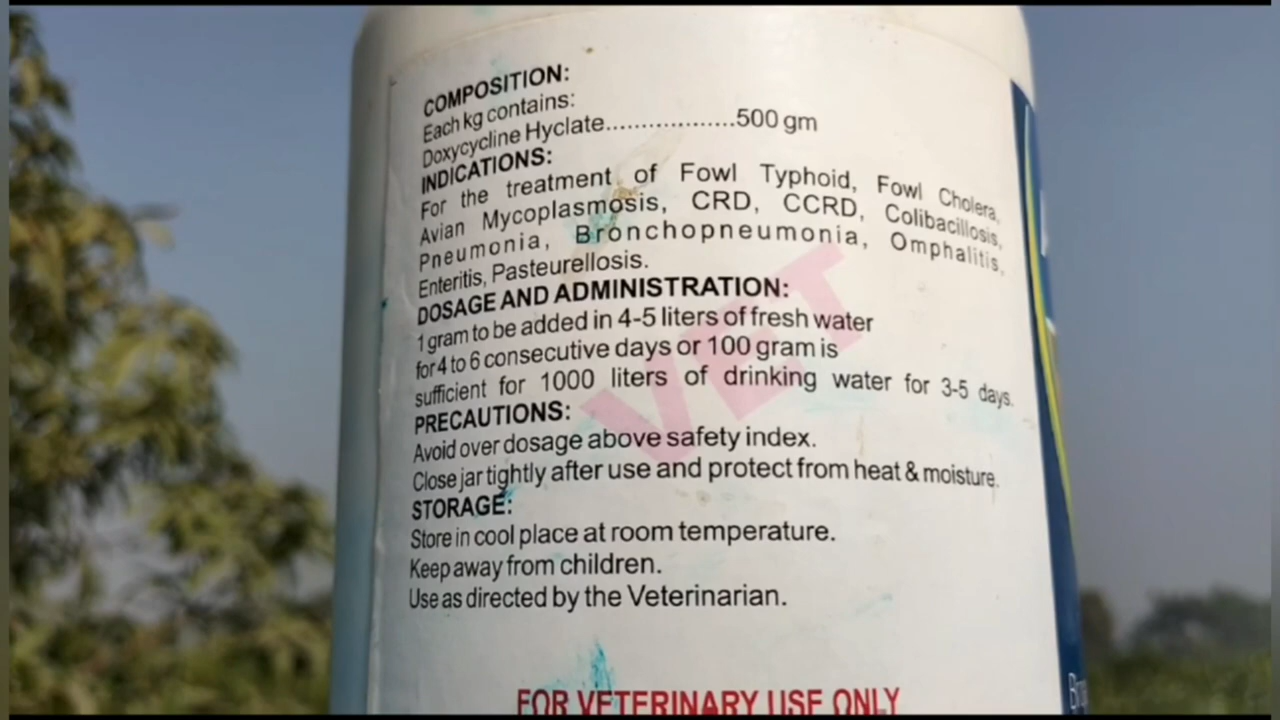 COMPOSITION:
Each kg contains:
Doxycycline Hyclate..................500 gm
INDICATIONS:
For the treatment of Fowl Typhoid, Fowl Cholera,
Avian Mycoplasmosis, CRD, CCRD, Colibacillosis,
Pneumonia, Bronchopneumonia, Omphalitis,
Enteritis, Pasteurellosis.
DOSAGE AND ADMINISTRATION:
1 gram to be added in 4-5 liters of fresh water
for 4 to 6 consecutive days or 100 gram is
sufficient for 1000 liters of drinking water for 3-5 days.
VET
PRECAUTIONS:
Avoid over dosage above safety index.
Close jar tightly after use and protect from heat & moisture.
STORAGE:
Store in cool place at room temperature.
Keep away from children.
Use as directed by the Veterinarian.
FOR VETERINARY USE ONLY